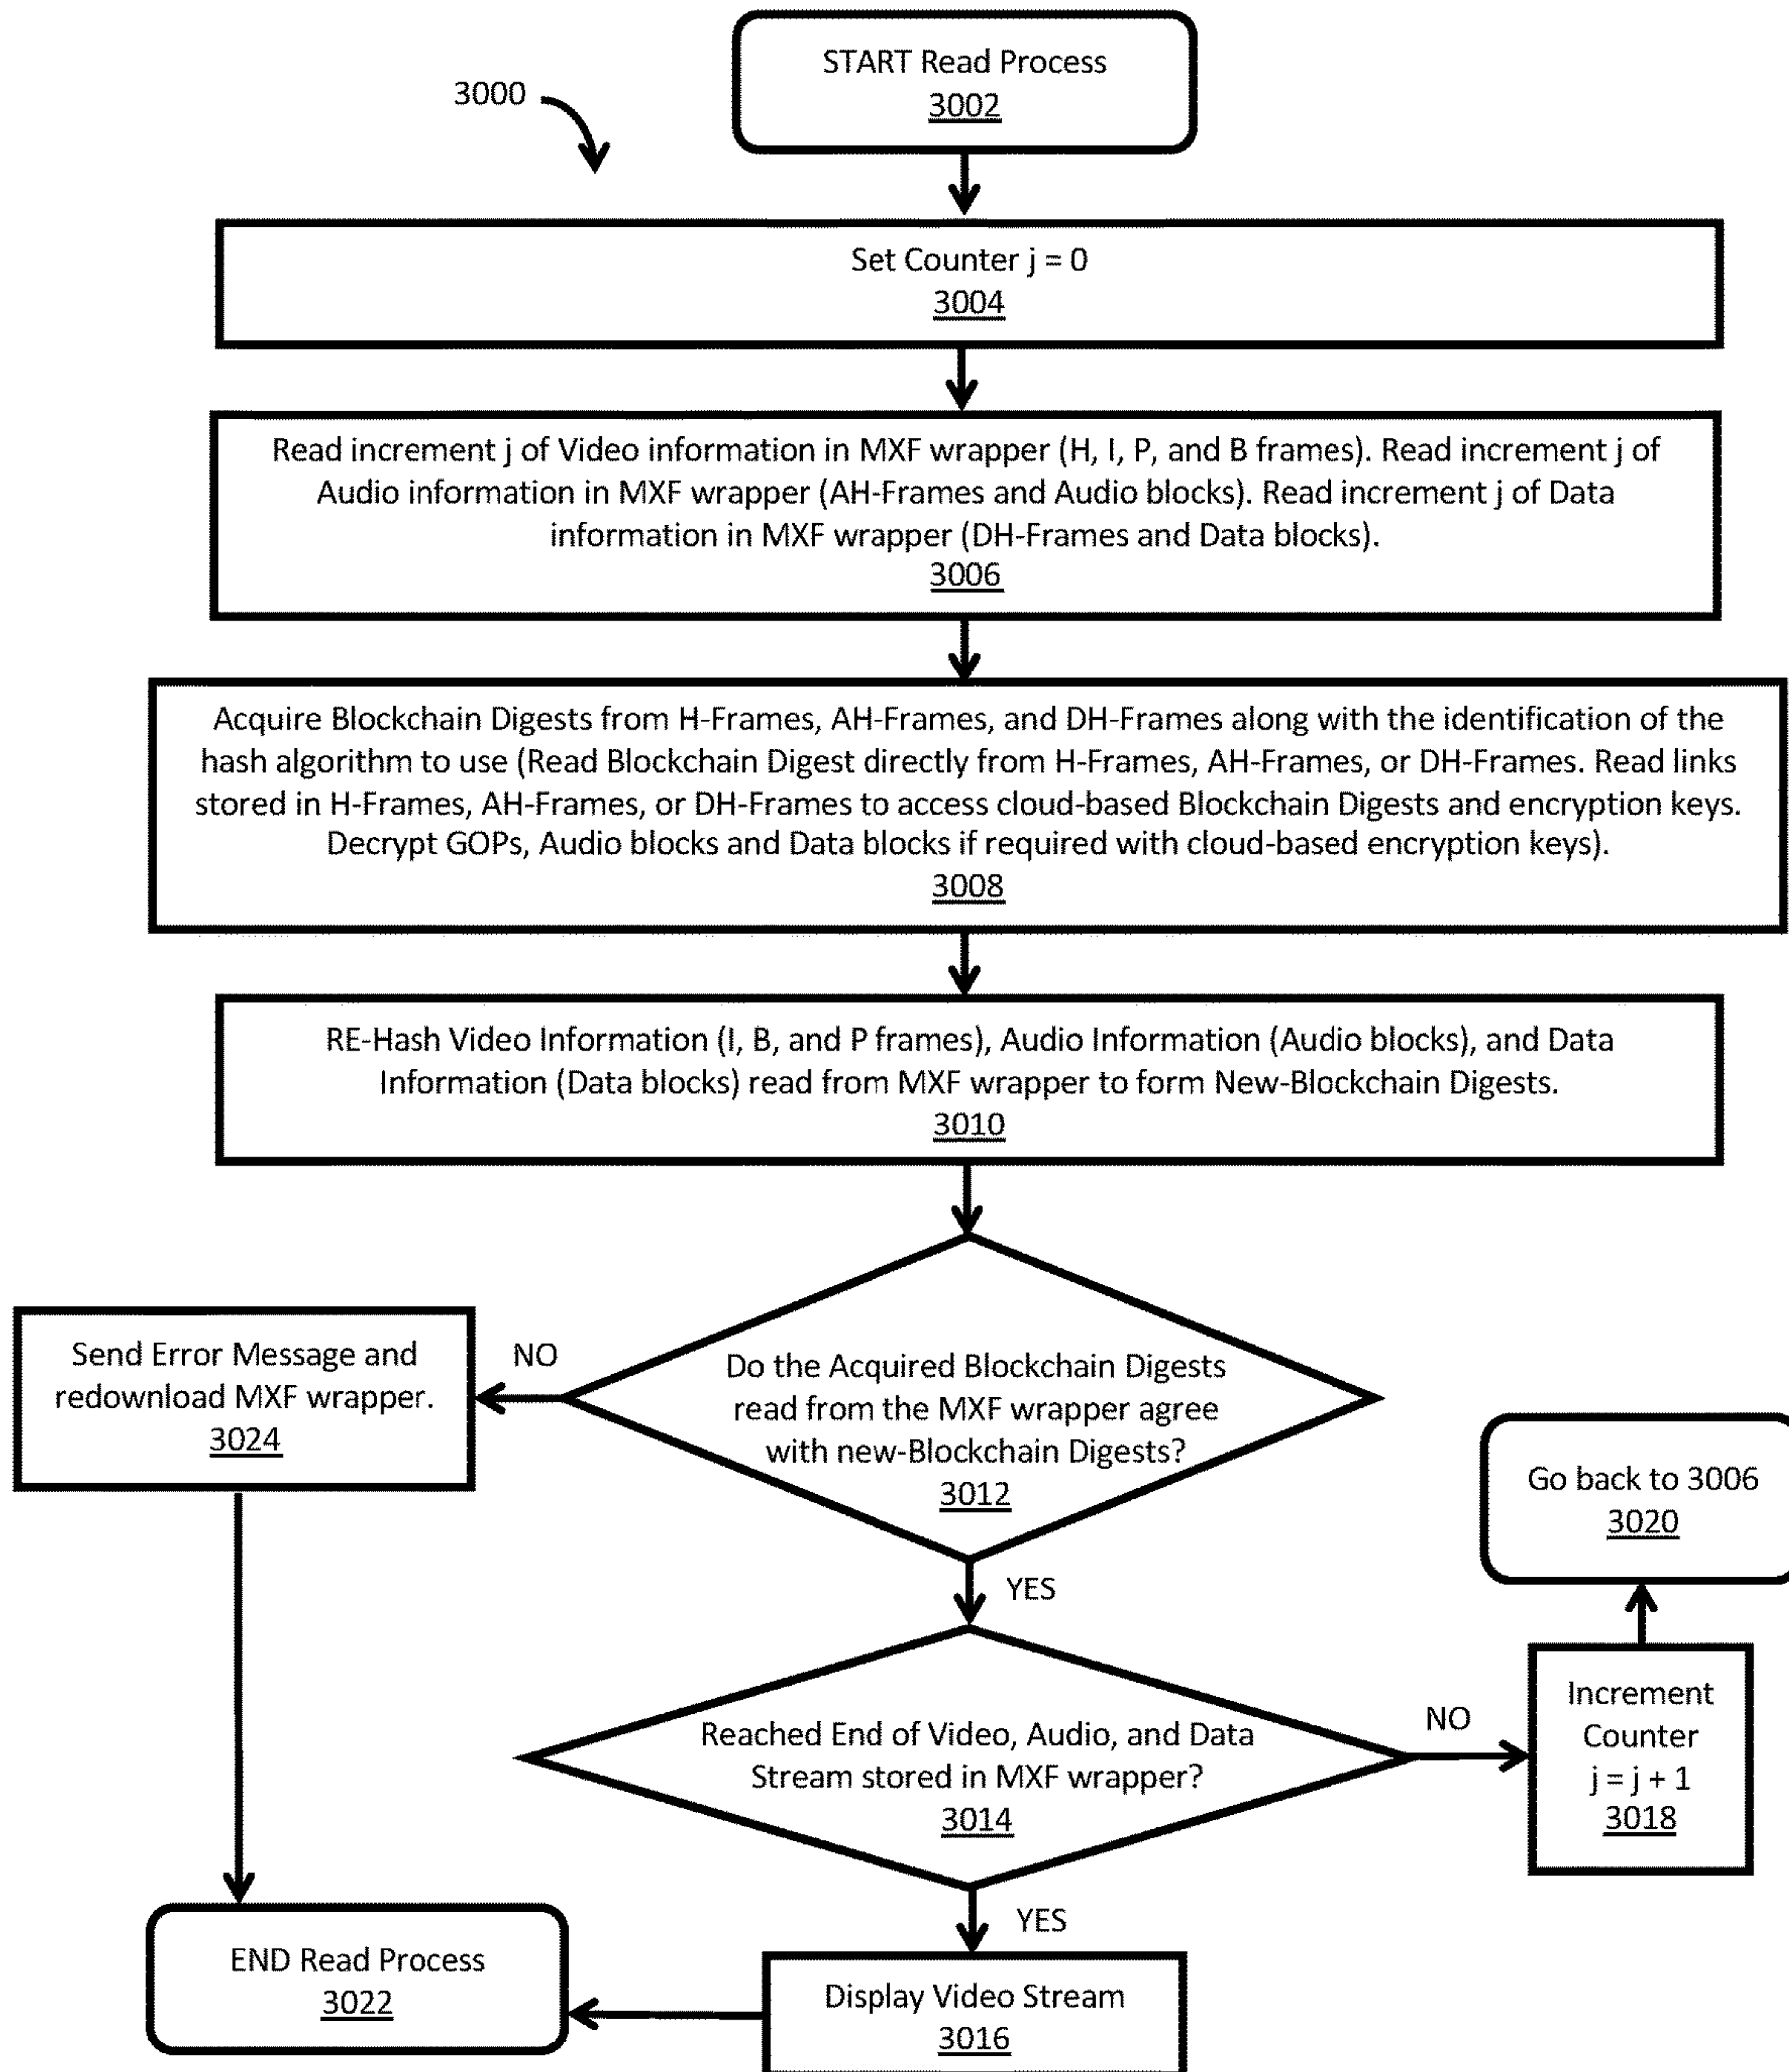 START Read Process
3002
3000
Set Counter j = 0
3004
Read increment j of Video information in MXF wrapper (H, I, P, and B frames). Read increment j of
Audio information in MXF wrapper (AH-Frames and Audio blocks). Read increment j of Data
information in MXF wrapper (DH-Frames and Data blocks).
3006
Acquire Blockchain Digests from H-Frames, AH-Frames, and DH-Frames along with the identification of the
hash algorithm to use (Read Blockchain Digest directly from H-Frames, AH-Frames, or DH-Frames. Read links
stored in H-Frames, AH-Frames, or DH-Frames to access cloud-based Blockchain Digests and encryption keys.
Decrypt GOPs, Audio blocks and Data blocks if required with cloud-based encryption keys).
3008
RE-Hash Video Information (I, B, and P frames), Audio Information (Audio blocks), and Data
Information (Data blocks) read from MXF wrapper to form New-Blockchain Digests.
3010
Do the Acquired Blockchain Digests
read from the MXF wrapper agree
with new-Blockchain Digests?
3012
NO
Send Error Message and
redownload MXF wrapper.
3024
YES
Reached End of Video, Audio, and Data
Stream stored in MXF wrapper?
3014
NO
Increment
Counter
j = j + 1
3018
Go back to 3006
3020
YES
Display Video Stream
3016
END Read Process
3022